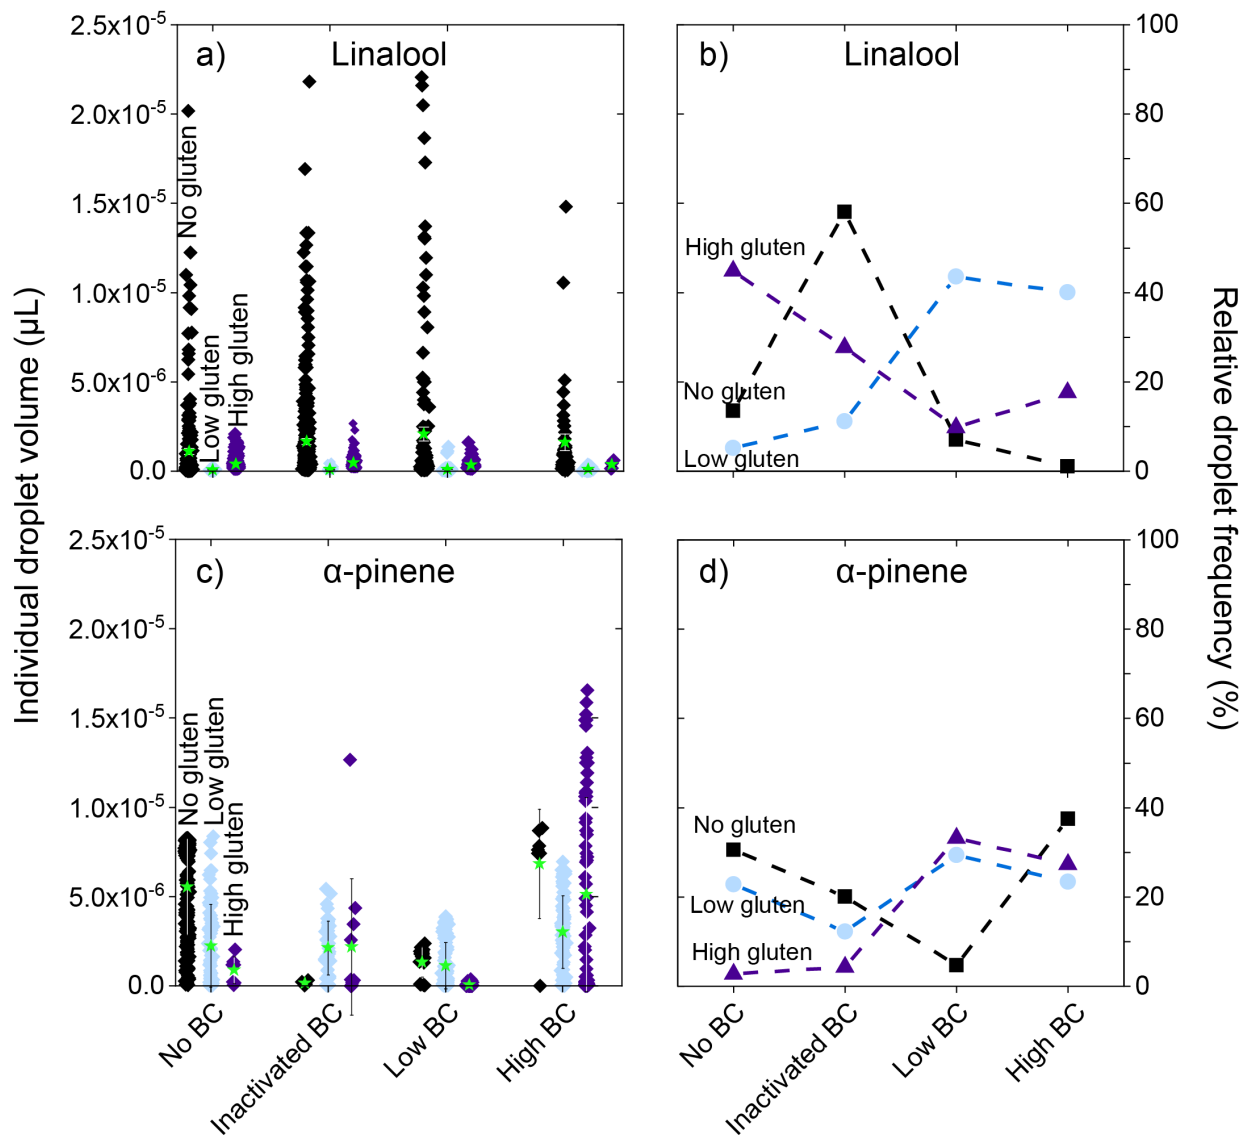 Individual droplet volume (μL)
Relative droplet frequency (%)
a) Linalool
2.5x10⁻⁵
2.0x10⁻⁵
1.5x10⁻⁵
1.0x10⁻⁵
5.0x10⁻⁶
0.0
No gluten
Low gluten
High gluten
b) Linalool
100
80
60
40
20
0
High gluten
No gluten
Low gluten
c) α-pinene
2.5x10⁻⁵
2.0x10⁻⁵
1.5x10⁻⁵
1.0x10⁻⁵
5.0x10⁻⁶
0.0
No gluten
Low gluten
High gluten
No BC
Inactivated BC
Low BC
High BC
d) α-pinene
100
80
60
40
20
0
No gluten
Low gluten
High gluten
No BC
Inactivated BC
Low BC
High BC